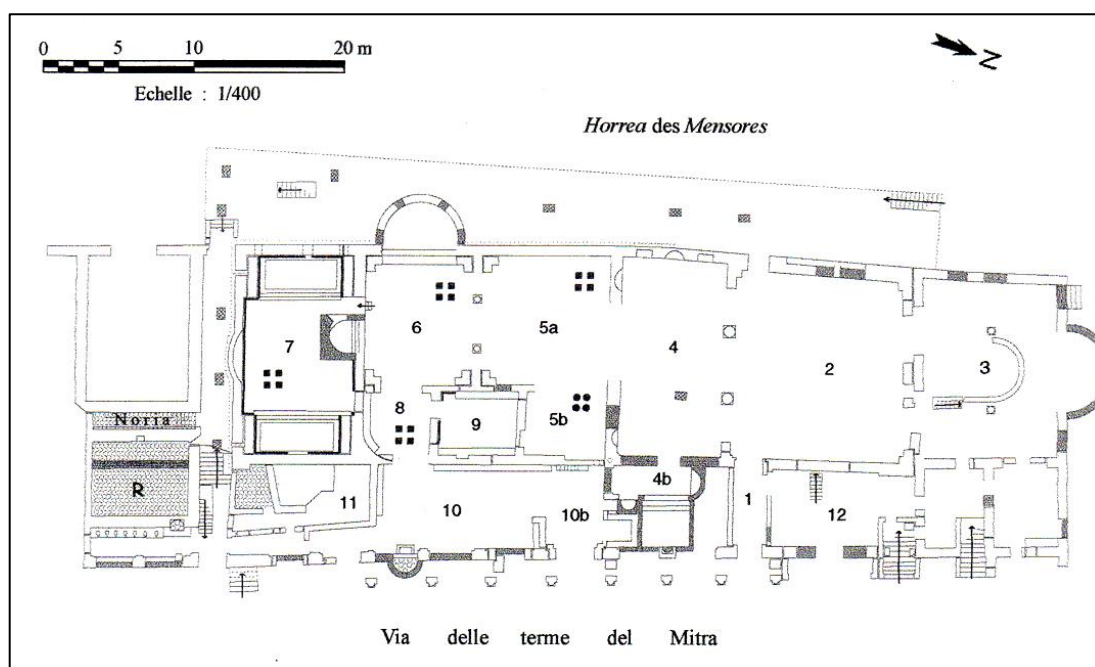 0 5 10 20 m
Echelle : 1/400
N
Horrea des Mensores
7
6
5a
4
2
3
8
9
5b
Noria
R
11
10
10b
4b
1
12
Via delle terme del Mitra